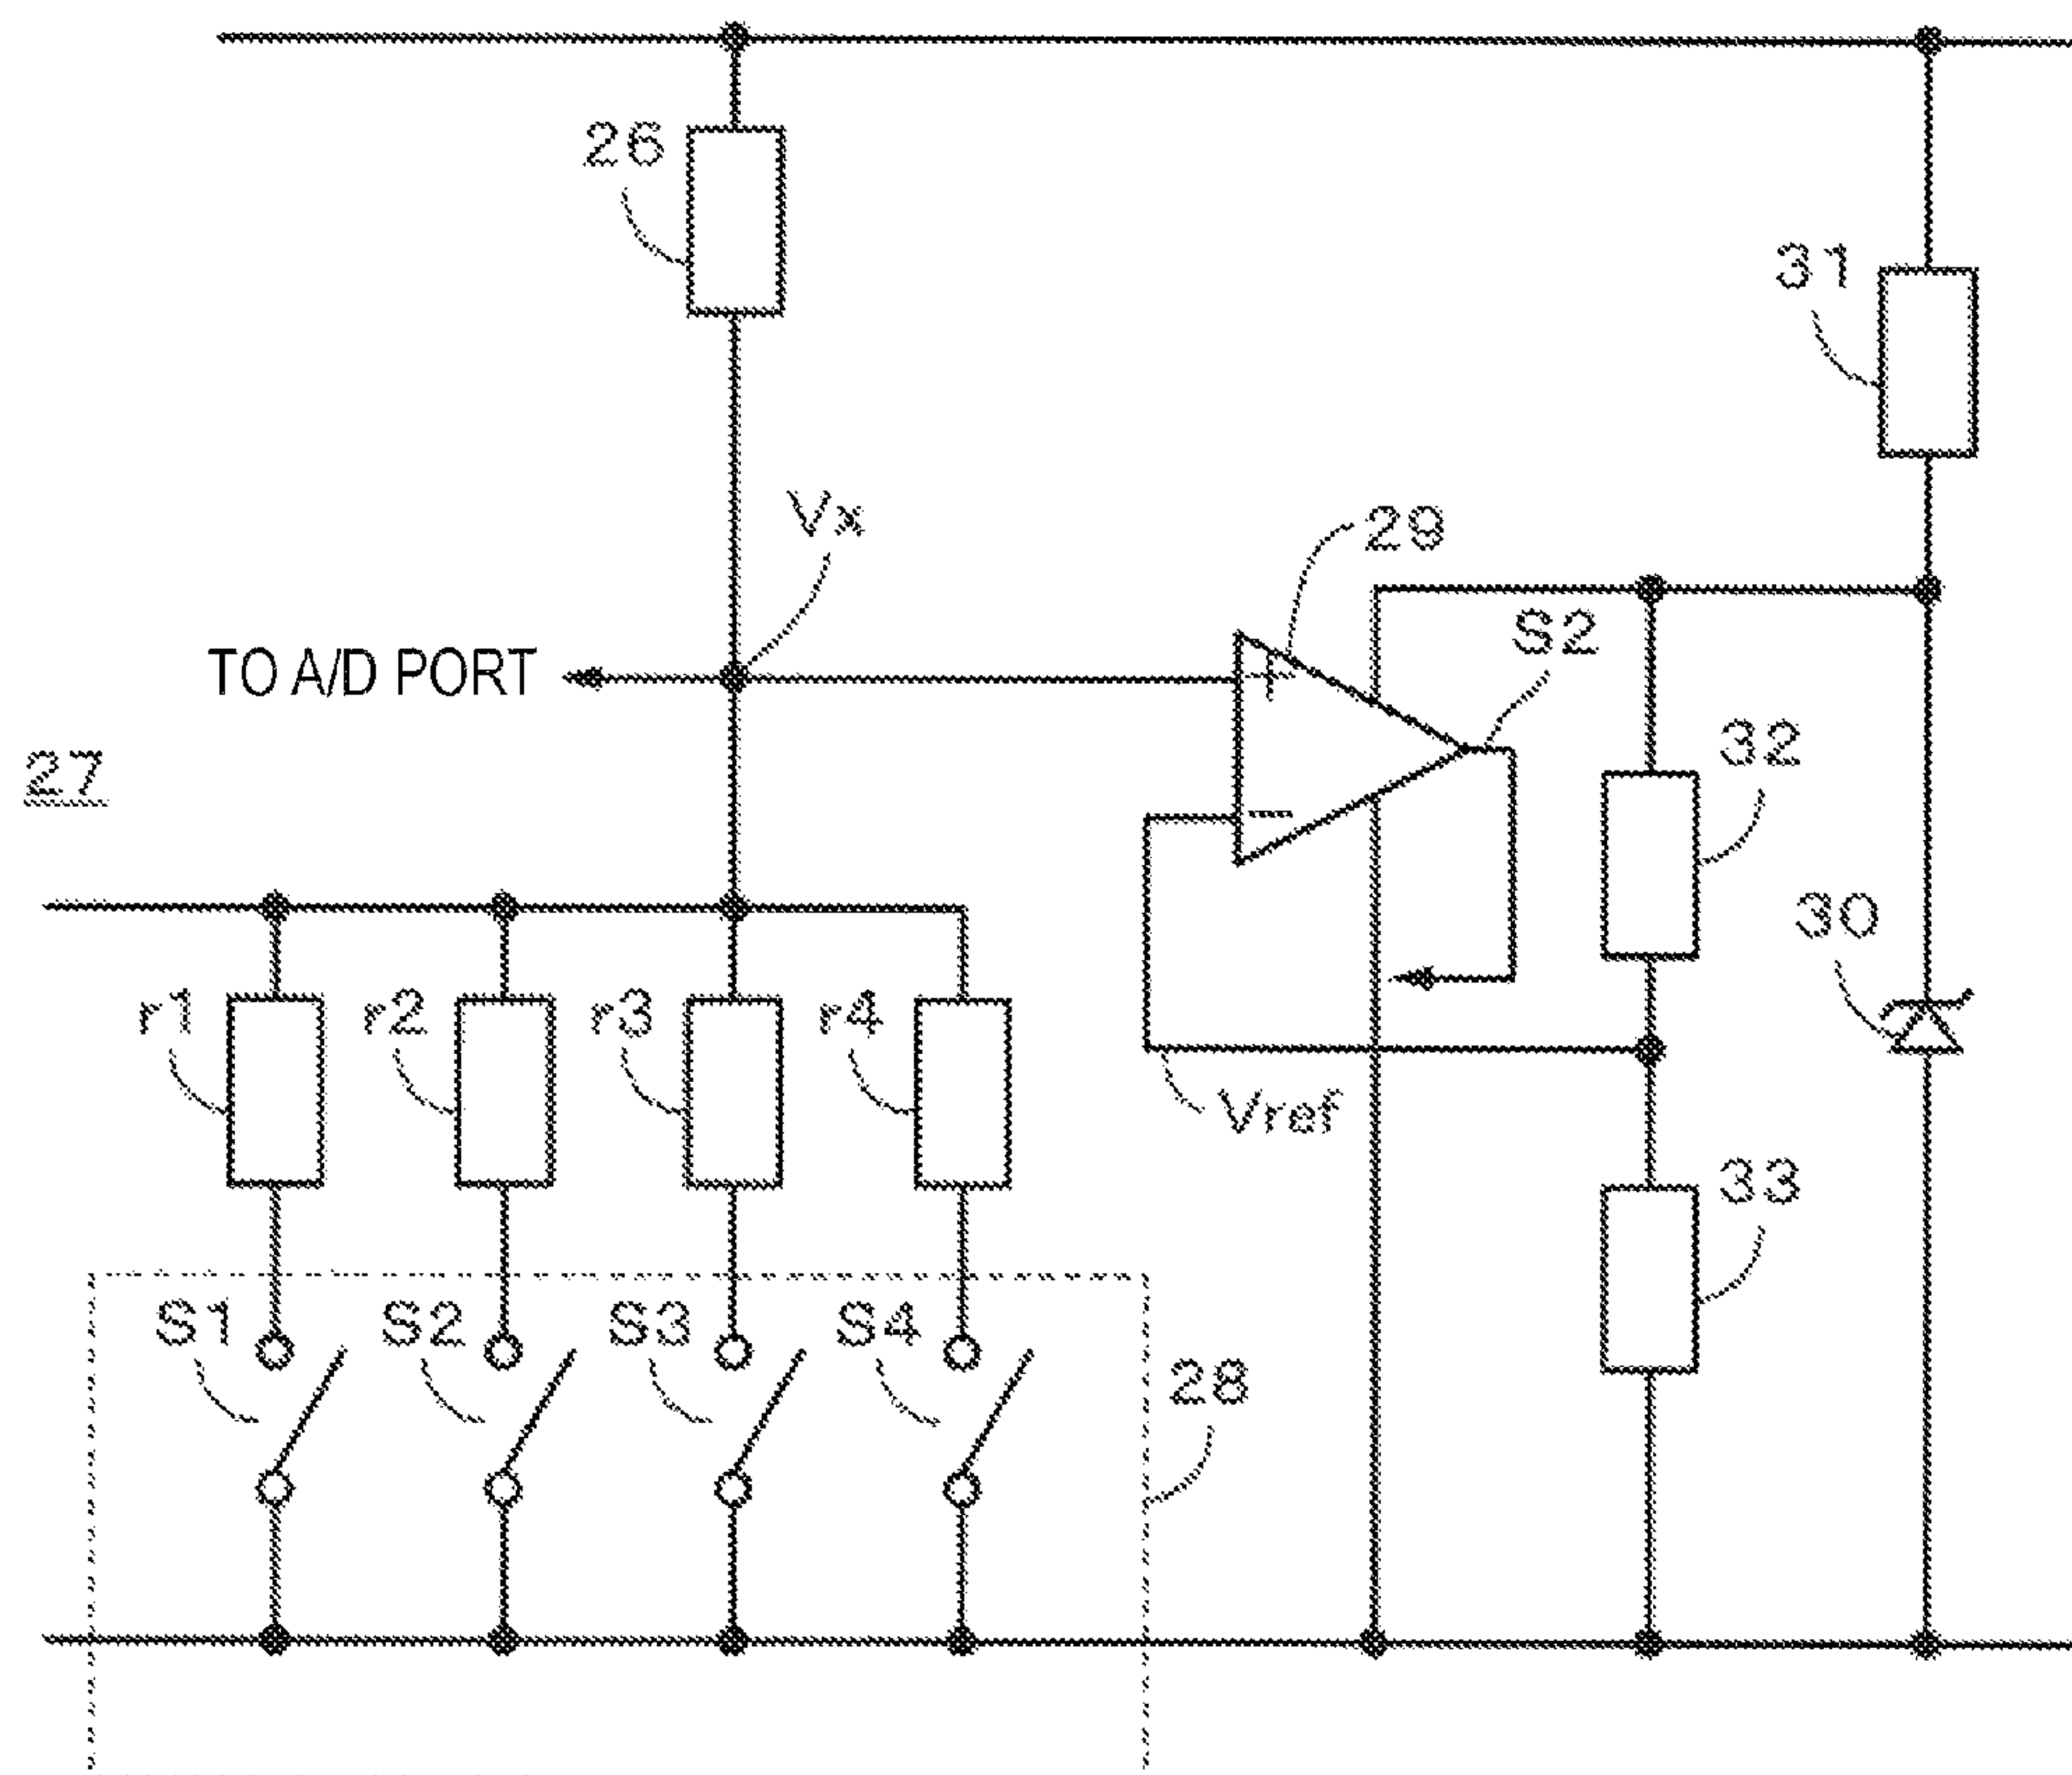 26
31
Vx
29
S2
TO A/D PORT
+
32
27
−
30
r1
r2
r3
r4
Vref
33
S1
S2
S3
S4
28